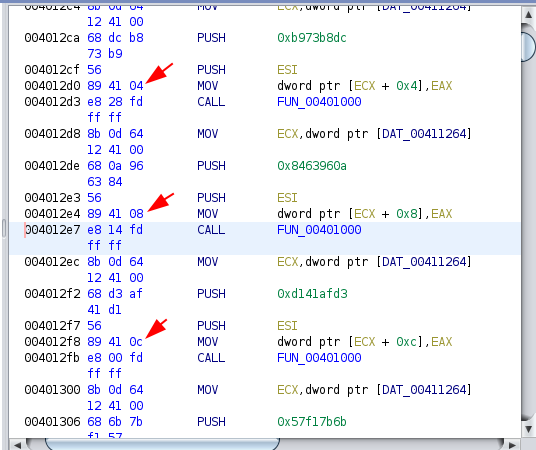 004012c4 8b 0d 64 MOV ECX,dword ptr [DAT_00411264]
12 41 00
004012ca 68 dc b8 PUSH 0xb973b8dc
73 b9
004012cf 56 PUSH ESI
004012d0 89 41 04 MOV dword ptr [ECX + 0x4],EAX
004012d3 e8 28 fd CALL FUN_00401000
ff ff
004012d8 8b 0d 64 MOV ECX,dword ptr [DAT_00411264]
12 41 00
004012de 68 0a 96 PUSH 0x8463960a
63 84
004012e3 56 PUSH ESI
004012e4 89 41 08 MOV dword ptr [ECX + 0x8],EAX
004012e7 e8 14 fd CALL FUN_00401000
ff ff
004012ec 8b 0d 64 MOV ECX,dword ptr [DAT_00411264]
12 41 00
004012f2 68 d3 af PUSH 0xd141afd3
41 d1
004012f7 56 PUSH ESI
004012f8 89 41 0c MOV dword ptr [ECX + 0xc],EAX
004012fb e8 00 fd CALL FUN_00401000
ff ff
00401300 8b 0d 64 MOV ECX,dword ptr [DAT_00411264]
12 41 00
00401306 68 6b 7b PUSH 0x57f17b6b
f1 57